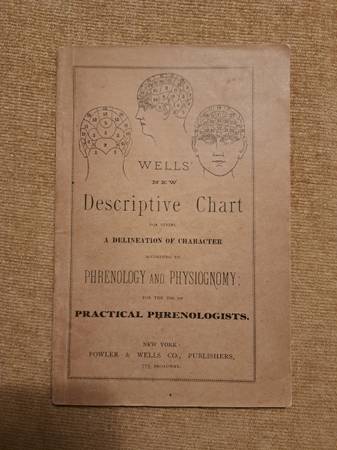 WELLS'
NEW
Descriptive Chart
FOR GIVING
A DELINEATION OF CHARACTER
ACCORDING TO
PHRENOLOGY AND PHYSIOGNOMY;
FOR THE USE OF
PRACTICAL PHRENOLOGISTS.
NEW YORK:
FOWLER & WELLS CO., PUBLISHERS,
BROADWAY.